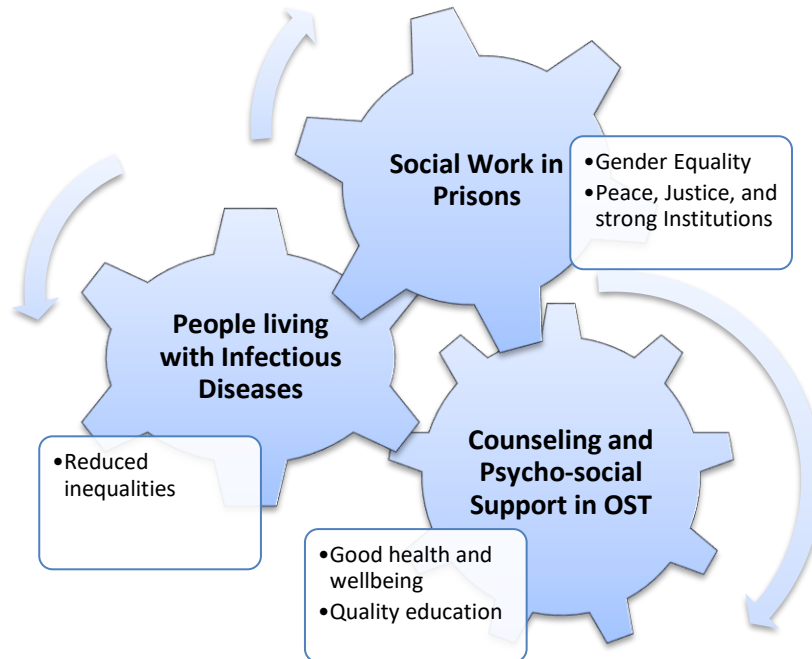 Social Work in
Prisons
•Gender Equality
•Peace, Justice, and
strong Institutions
People living
with Infectious
Diseases
•Reduced
inequalities
Counseling and
Psycho-social
Support in OST
•Good health and
wellbeing
•Quality education